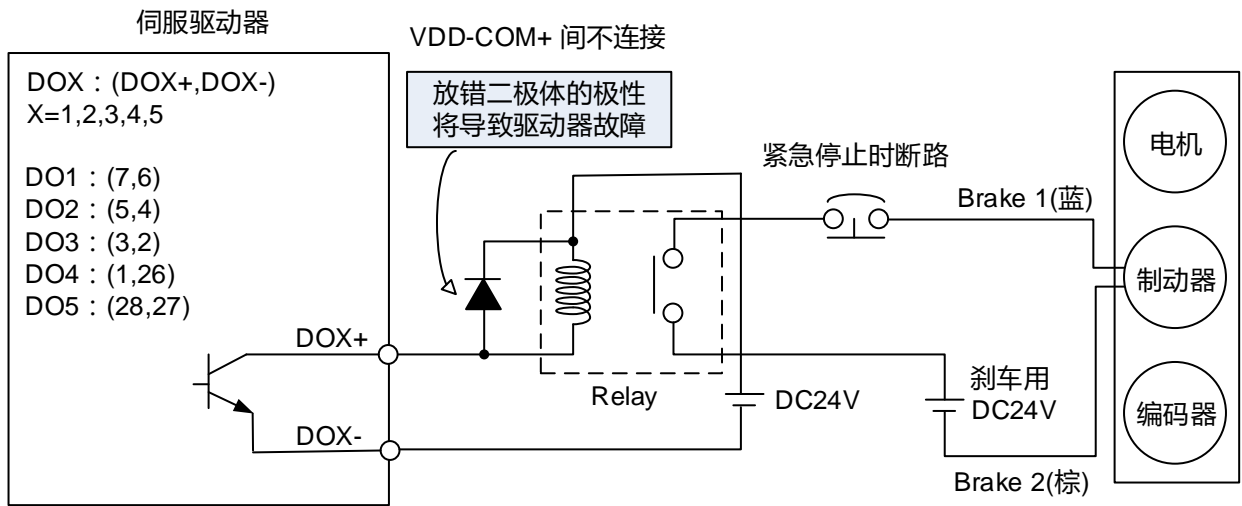 伺服驱动器
VDD-COM+ 间不连接
DOX：(DOX+,DOX-)
X=1,2,3,4,5
DO1：(7,6)
DO2：(5,4)
DO3：(3,2)
DO4：(1,26)
DO5：(28,27)
放错二极体的极性
将导致驱动器故障
紧急停止时断路
Brake 1(蓝)
电机
制动器
编码器
DOX+
DOX-
Relay
DC24V
刹车用
DC24V
Brake 2(棕)